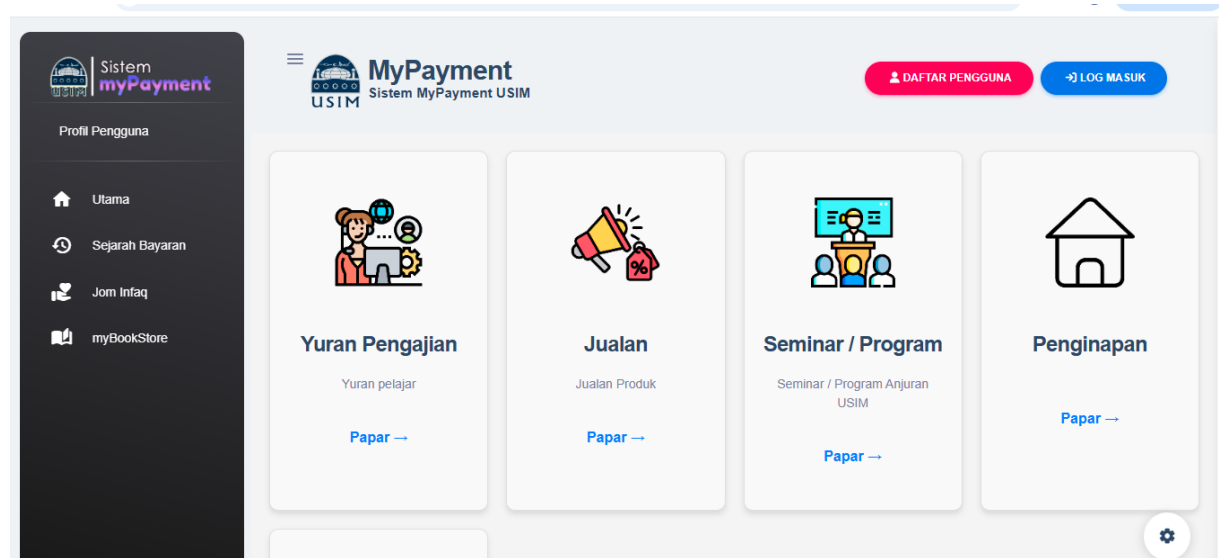 Sistem
myPayment
USIM
Profil Pengguna
Utama
Sejarah Bayaran
Jom Infaq
myBookStore
USIM
MyPayment
Sistem MyPayment USIM
DAFTAR PENGGUNA
LOG MASUK
Yuran Pengajian
Yuran pelajar
Papar →
Jualan
Jualan Produk
Papar →
Seminar / Program
Seminar / Program Anjuran
USIM
Papar →
Penginapan
Papar →